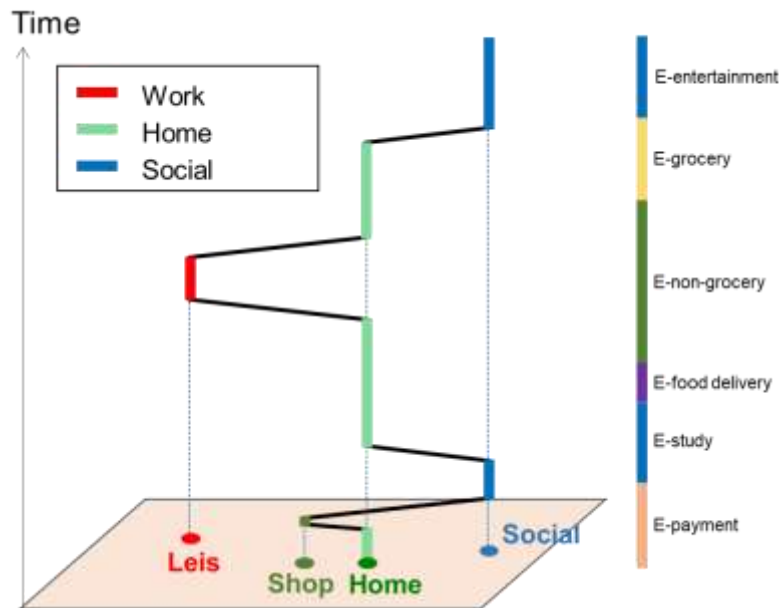 Time
Work
Home
Social
E-entertainment
E-grocery
E-non-grocery
E-food delivery
E-study
E-payment
Social
Leis
Shop
Home